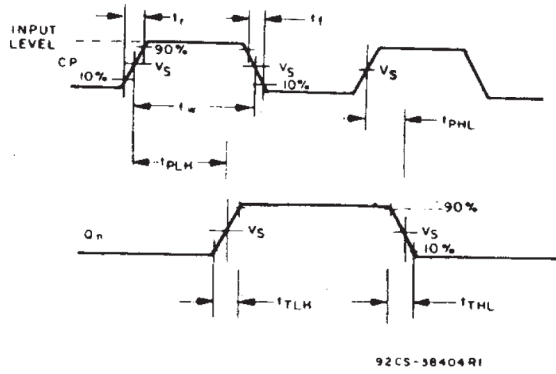 tr
tf
INPUT
LEVEL
CP
90%
VS
10%
VS
10%
VS
tw
tPHL
tPLH
90%
Qn
VS
VS
10%
tTLH
tTHL
92CS-38404R1